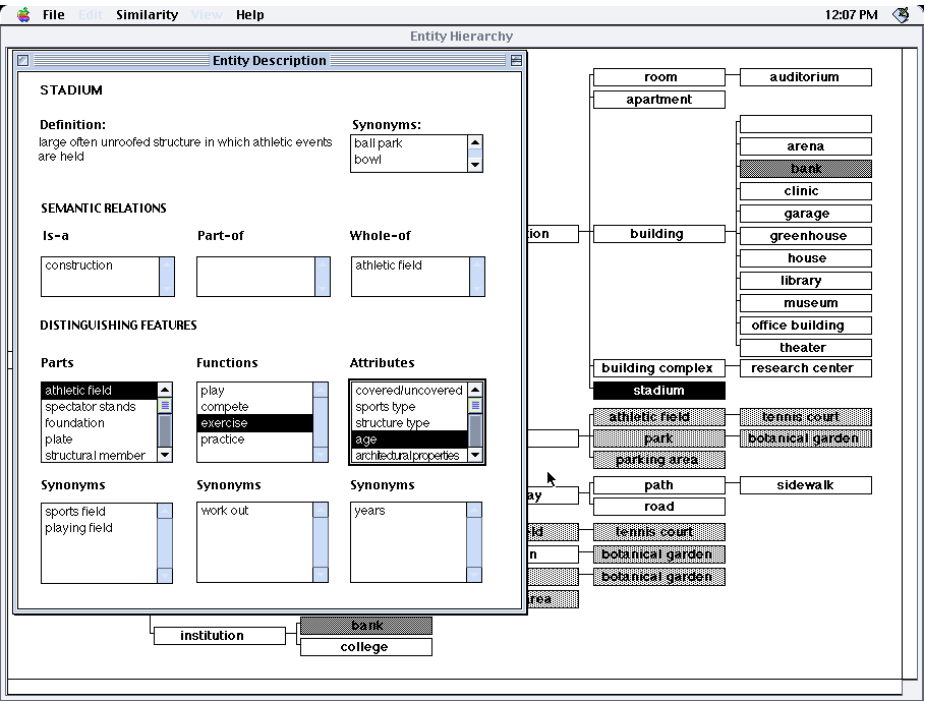 File Edit Similarity View Help 12:07 PM
Entity Hierarchy
Entity Description
STADIUM
Definition:
large often unroofed structure in which athletic events
are held
Synonyms:
ball park
bowl
SEMANTIC RELATIONS
Is-a Part-of Whole-of
construction athletic field
DISTINGUISHING FEATURES
Parts Functions Attributes
athletic field play covered/uncovered
spectator stands compete sports type
foundation exercise structure type
plate practice age
structural member architectural properties
Synonyms Synonyms Synonyms
sports field work out years
playing field
room auditorium
apartment
arena
bank
clinic
garage
tion building greenhouse
house
library
museum
office building
theater
building complex research center
stadium
athletic field tennis court
park botanical garden
parking area
ay path sidewalk
road
eld tennis court
n botanical garden
botanical garden
area
institution bank
college